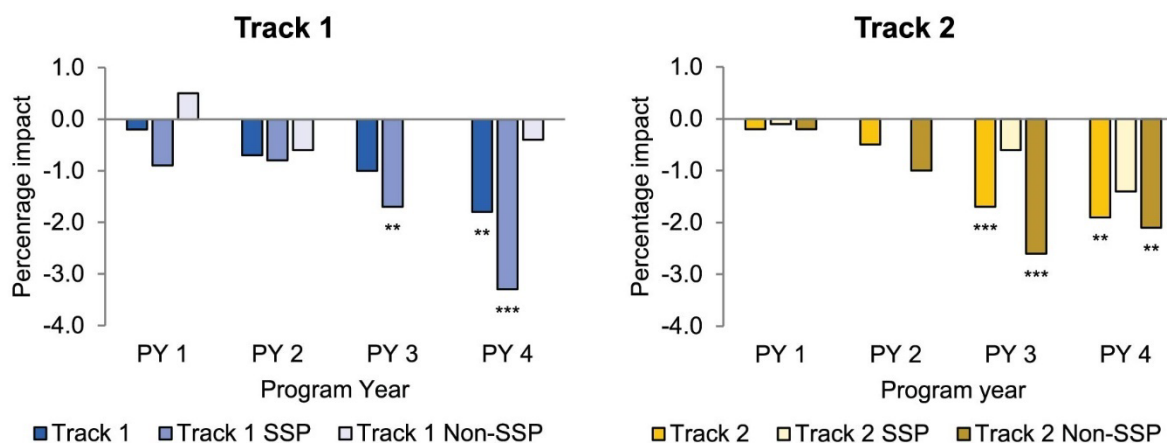 Track 1
1.0
0.0
-1.0
-2.0
-3.0
-4.0
Percenrage impact
**
**
***
PY 1 PY 2 PY 3 PY 4
Program Year
Track 1 Track 1 SSP Track 1 Non-SSP
Track 2
1.0
0.0
-1.0
-2.0
-3.0
-4.0
Percentage impact
***
***
**
**
PY 1 PY 2 PY 3 PY 4
Program year
Track 2 Track 2 SSP Track 2 Non-SSP